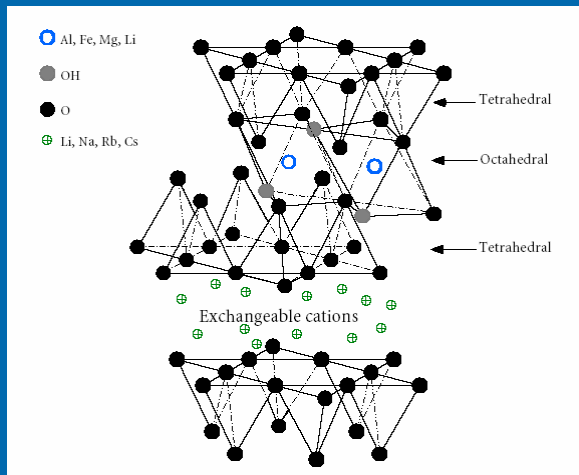 Al, Fe, Mg, Li
OH
O
Li, Na, Rb, Cs
Tetrahedral
Octahedral
Tetrahedral
Exchangeable cations